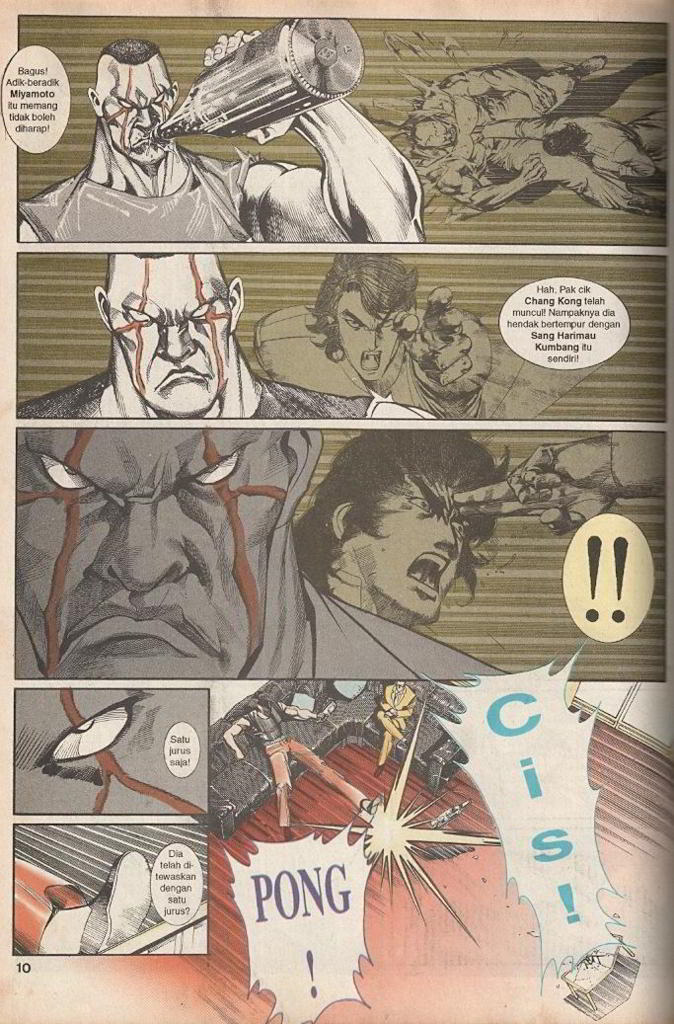 Bagus!
Adik-beradik
Miyamoto
itu memang
tidak boleh
diharap!
Hah, Pak cik
Chang Kong telah
muncul! Nampaknya dia
hendak bertempur dengan
Sang Harimau
Kumbang itu
sendiri!
!!
Satu
jurus
saja!
Cis!
Dia
telah di-
tewaskan
dengan
satu
jurus?
PONG
!
10